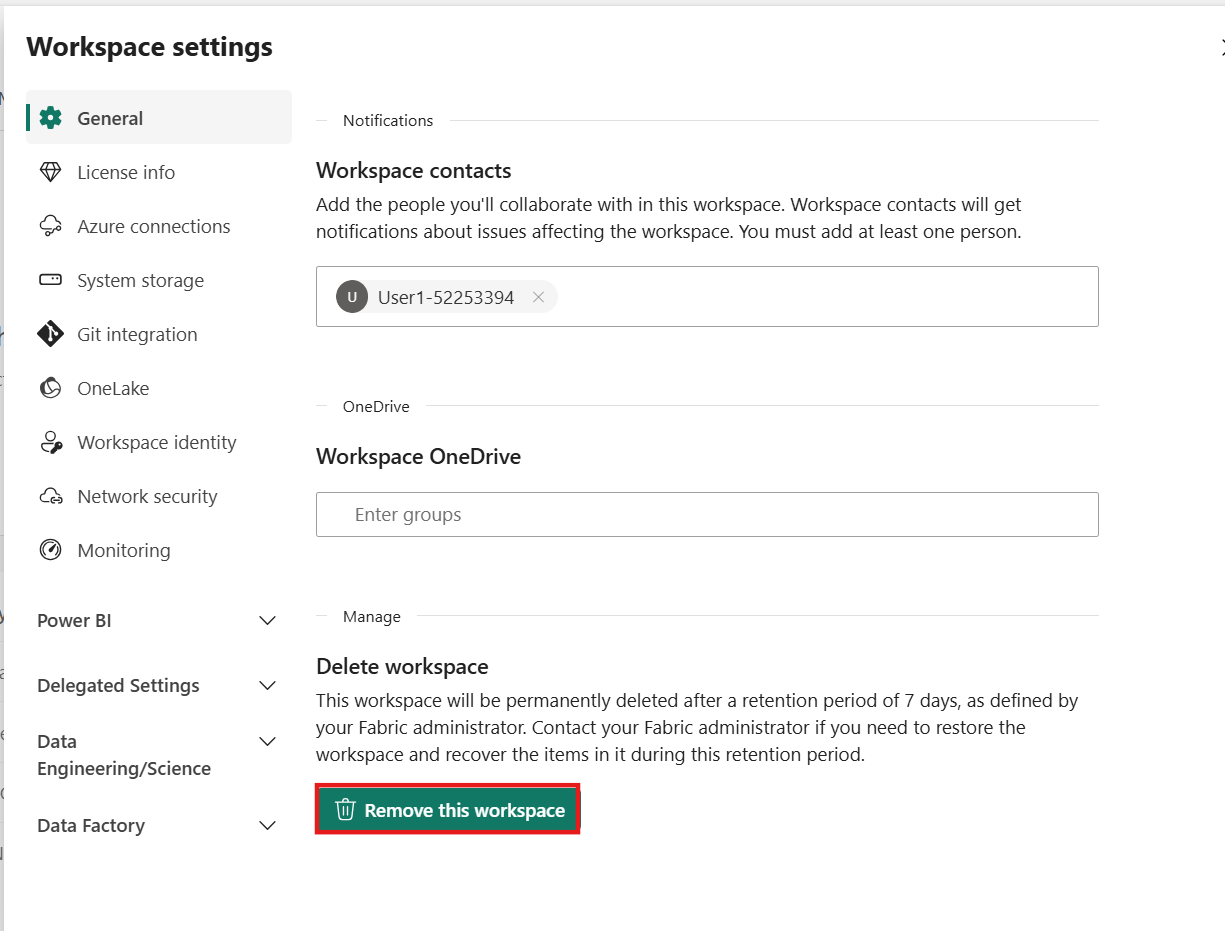 Workspace settings
General
License info
Azure connections
System storage
Git integration
OneLake
Workspace identity
Network security
Monitoring
Power BI
Delegated Settings
Data
Engineering/Science
Data Factory
Notifications
Workspace contacts
Add the people you'll collaborate with in this workspace. Workspace contacts will get
notifications about issues affecting the workspace. You must add at least one person.
U User1-52253394
OneDrive
Workspace OneDrive
Enter groups
Manage
Delete workspace
This workspace will be permanently deleted after a retention period of 7 days, as defined by
your Fabric administrator. Contact your Fabric administrator if you need to restore the
workspace and recover the items in it during this retention period.
Remove this workspace